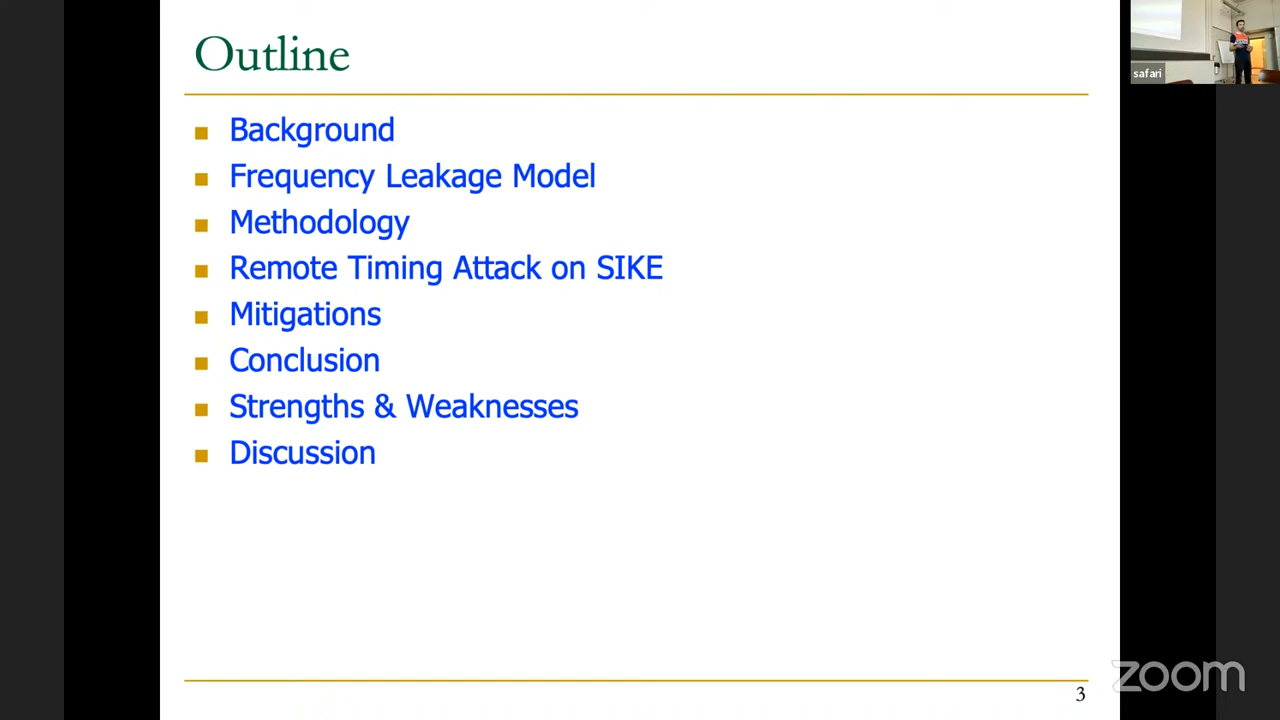 Outline
Background
Frequency Leakage Model
Methodology
Remote Timing Attack on SIKE
Mitigations
Conclusion
Strengths & Weaknesses
Discussion
3
safari
zoom